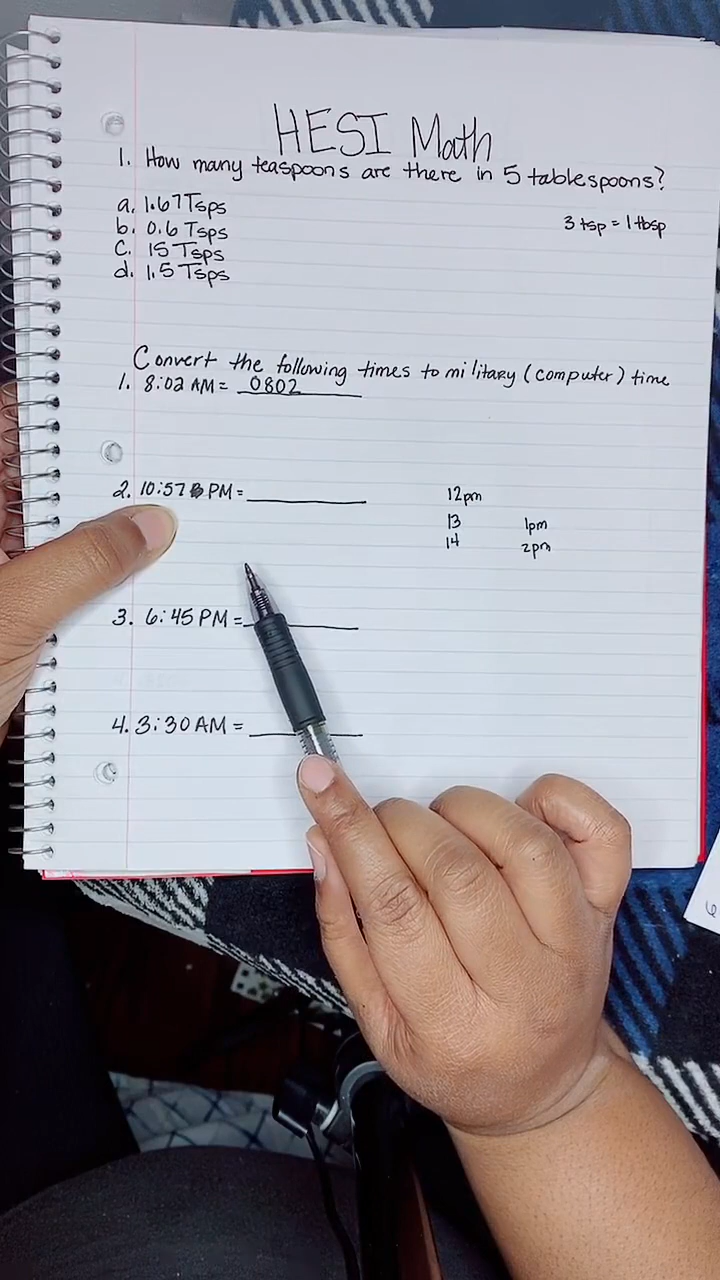 HESI Math
1. How many teaspoons are there in 5 tablespoons?
a. 1.67 Tsps
3 tsp = 1 tbsp
b. 0.6 Tsps
c. 15 Tsps
d. 1.5 Tsps
Convert the following times to military (computer) time
1. 8:02 AM = 0802
2. 10:57 PM =
12pm
13 1pm
14 2pm
3. 6:45 PM =
4. 3:30 AM =